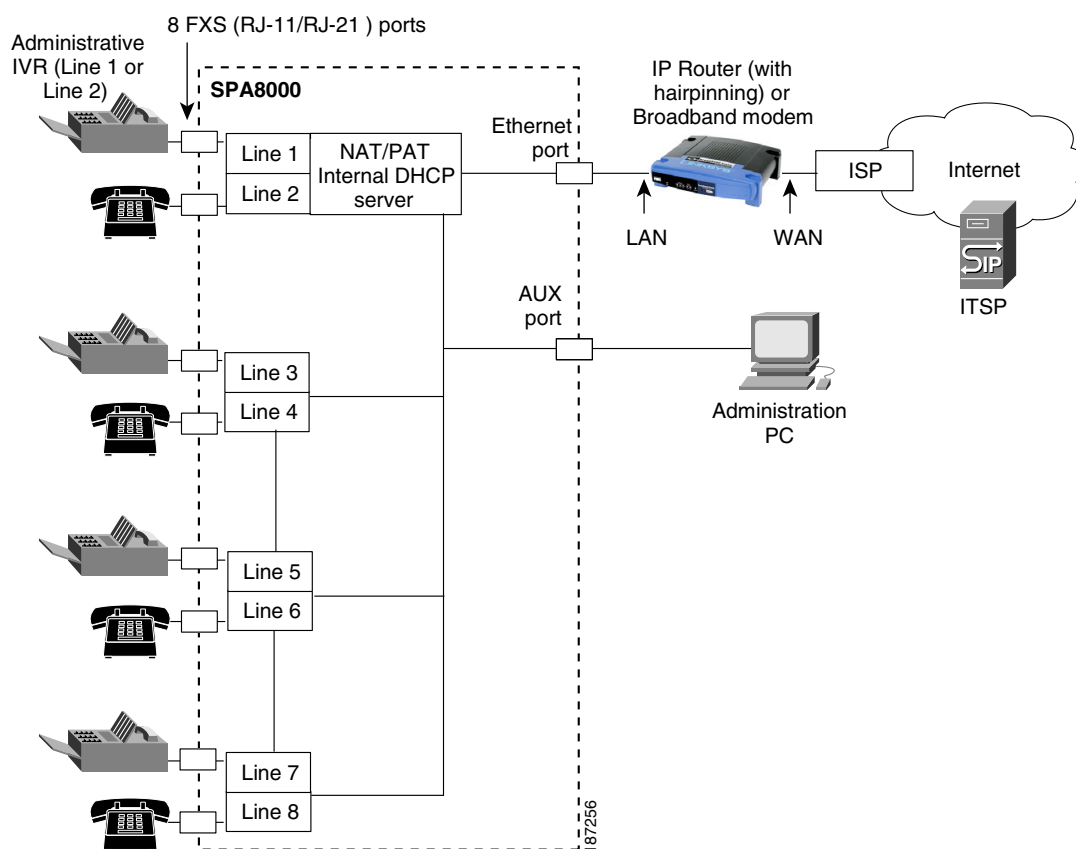 8 FXS (RJ-11/RJ-21 ) ports
Administrative
IVR (Line 1 or
Line 2)
SPA8000
Line 1
Line 2
NAT/PAT
Internal DHCP
server
Ethernet
port
IP Router (with
hairpinning) or
Broadband modem
LAN
WAN
ISP
Internet
SIP
ITSP
AUX
port
Administration
PC
Line 3
Line 4
Line 5
Line 6
Line 7
Line 8
187256